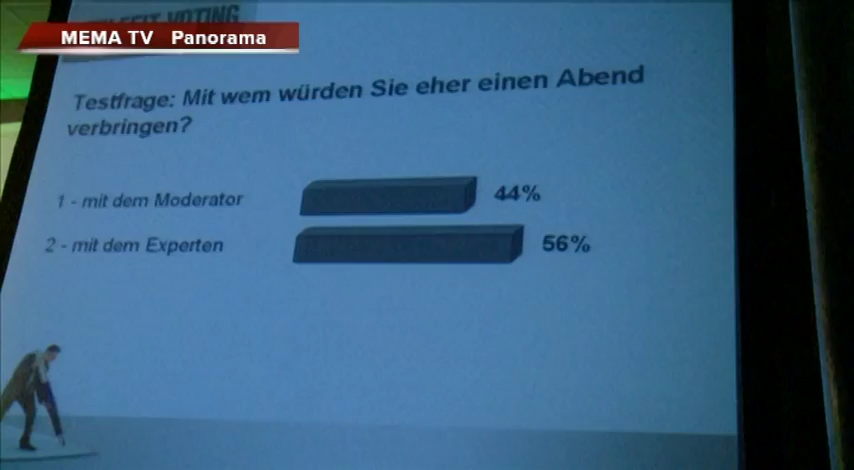 VOTING
MEMA TV Panorama
Testfrage: Mit wem würden Sie eher einen Abend
verbringen?
1 - mit dem Moderator
44%
2 - mit dem Experten
56%